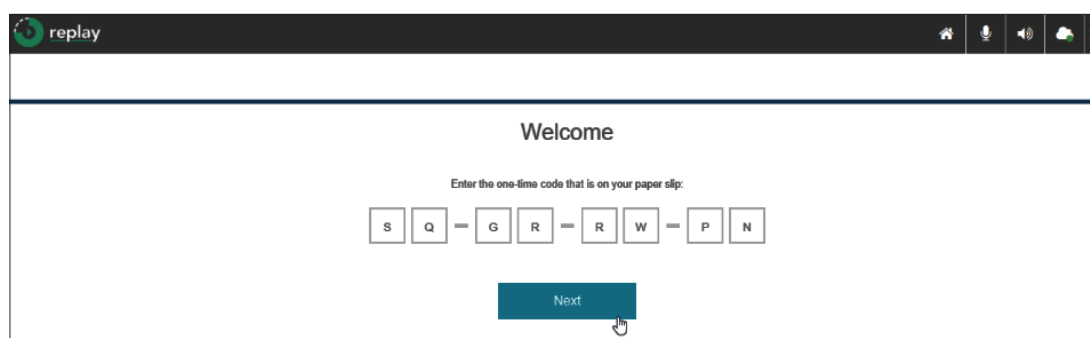 replay
Welcome
Enter the one-time code that is on your paper slip:
S Q - G R - R W - P N
Next